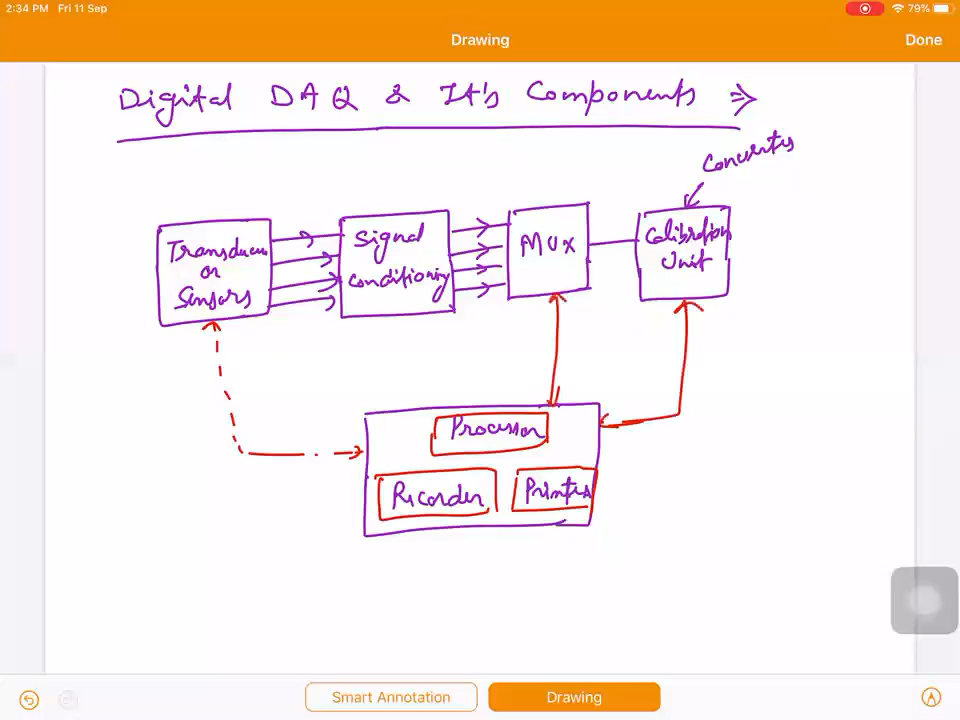 2:34 PM Fri 11 Sep
79%
Drawing
Done
Digital DAQ & It's Components ⇒
Converter
Transducer
or
Sensors
Signal
Conditioning
MUX
Calibration
Unit
Processor
Recorder
Printer
Smart Annotation
Drawing